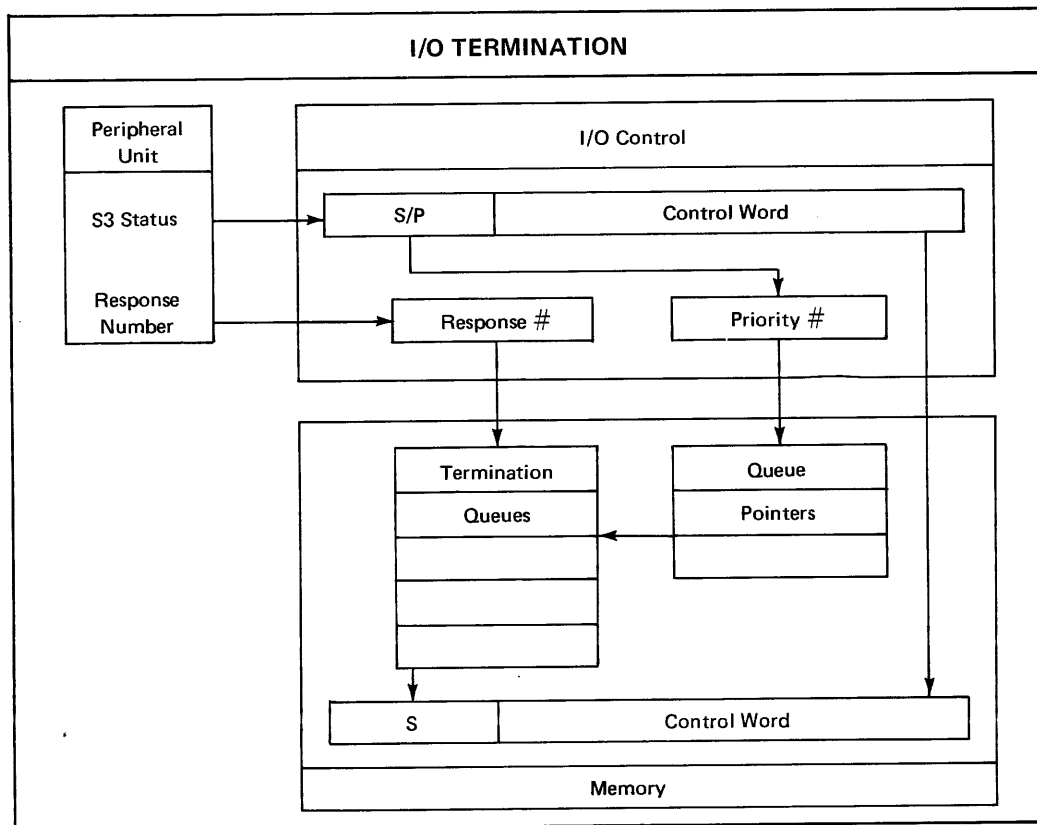 I/O TERMINATION
Peripheral
Unit
S3 Status
Response
Number
I/O Control
S/P
Control Word
Response #
Priority #
Termination
Queues
Queue
Pointers
S
Control Word
Memory